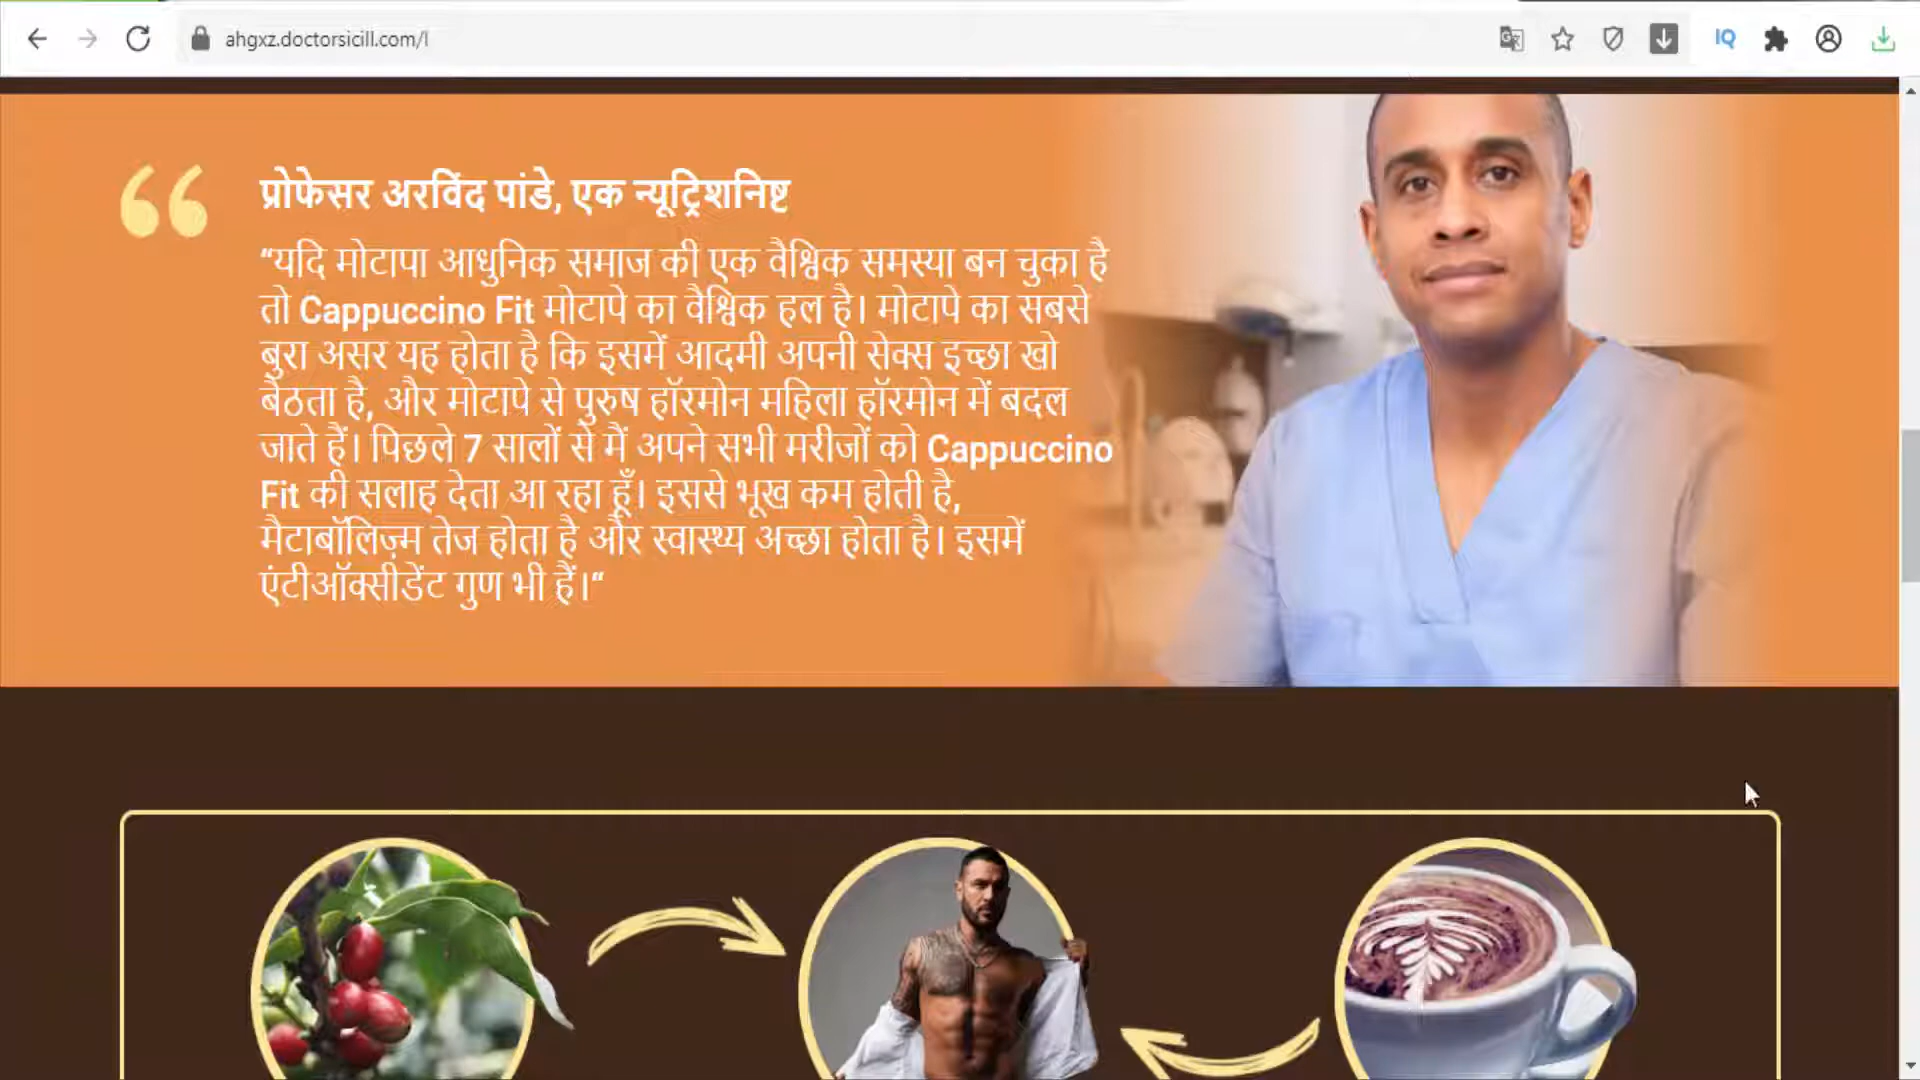 ahgxz.doctorsicill.com/l
IQ
“
प्रोफेसर अरविंद पांडे, एक न्यूट्रिशनिष्ट
“यदि मोटापा आधुनिक समाज की एक वैश्विक समस्या बन चुका है
तो Cappuccino Fit मोटापे का वैश्विक हल है। मोटापे का सबसे
बुरा असर यह होता है कि इसमें आदमी अपनी सेक्स इच्छा खो
बैठता है, और मोटापे से पुरुष हॉरमोन महिला हॉरमोन में बदल
जाते हैं। पिछले 7 सालों से मैं अपने सभी मरीजों को Cappuccino
Fit की सलाह देता आ रहा हूँ। इससे भूख कम होती है,
मैटाबॉलिज़्म तेज होता है और स्वास्थ्य अच्छा होता है। इसमें
एंटीऑक्सीडेंट गुण भी हैं।“